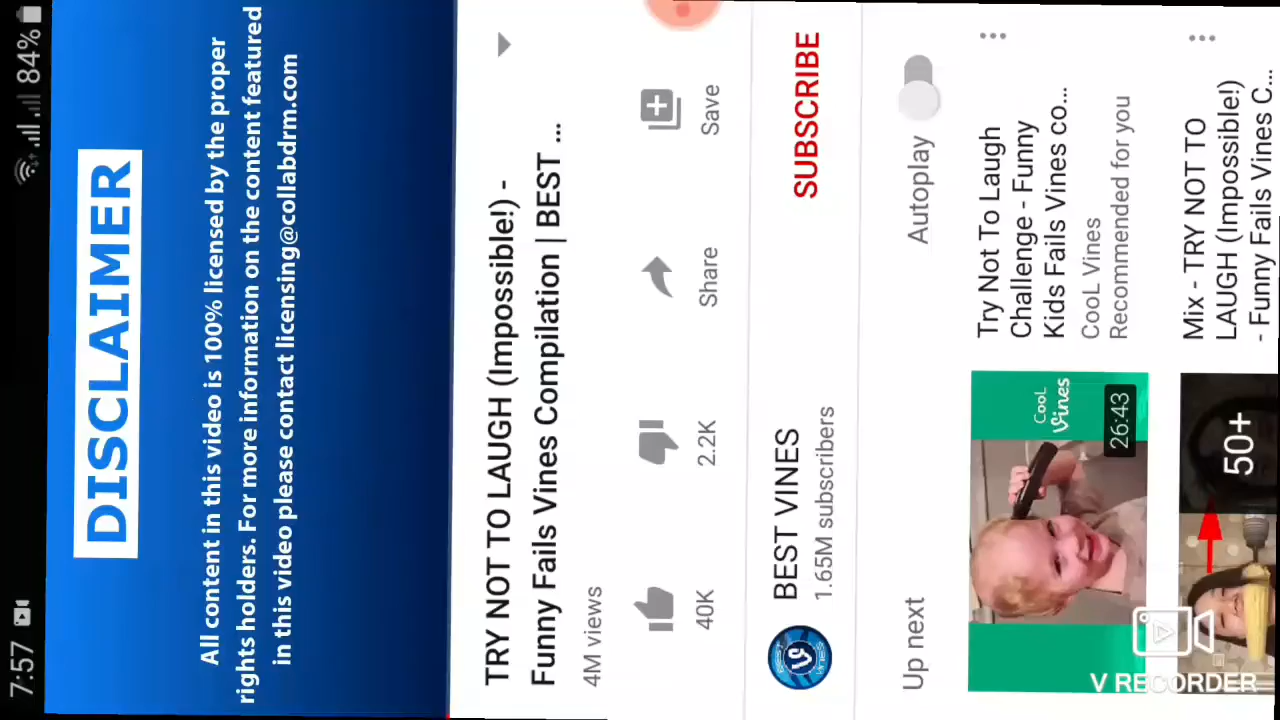 7:57
84%
DISCLAIMER
All content in this video is 100% licensed by the proper
rights holders. For more information on the content featured
in this video please contact licensing@collabdrm.com
TRY NOT TO LAUGH (Impossible!) -
Funny Fails Vines Compilation | BEST ...
4M views
40K
2.2K
Share
Save
BEST VINES
1.65M subscribers
SUBSCRIBE
Up next
Autoplay
CooL
Vines
26:43
Try Not To Laugh
Challenge - Funny
Kids Fails Vines co...
CooL Vines
Recommended for you
50+
Mix - TRY NOT TO
LAUGH (Impossible!)
- Funny Fails Vines C...
V RECORDER